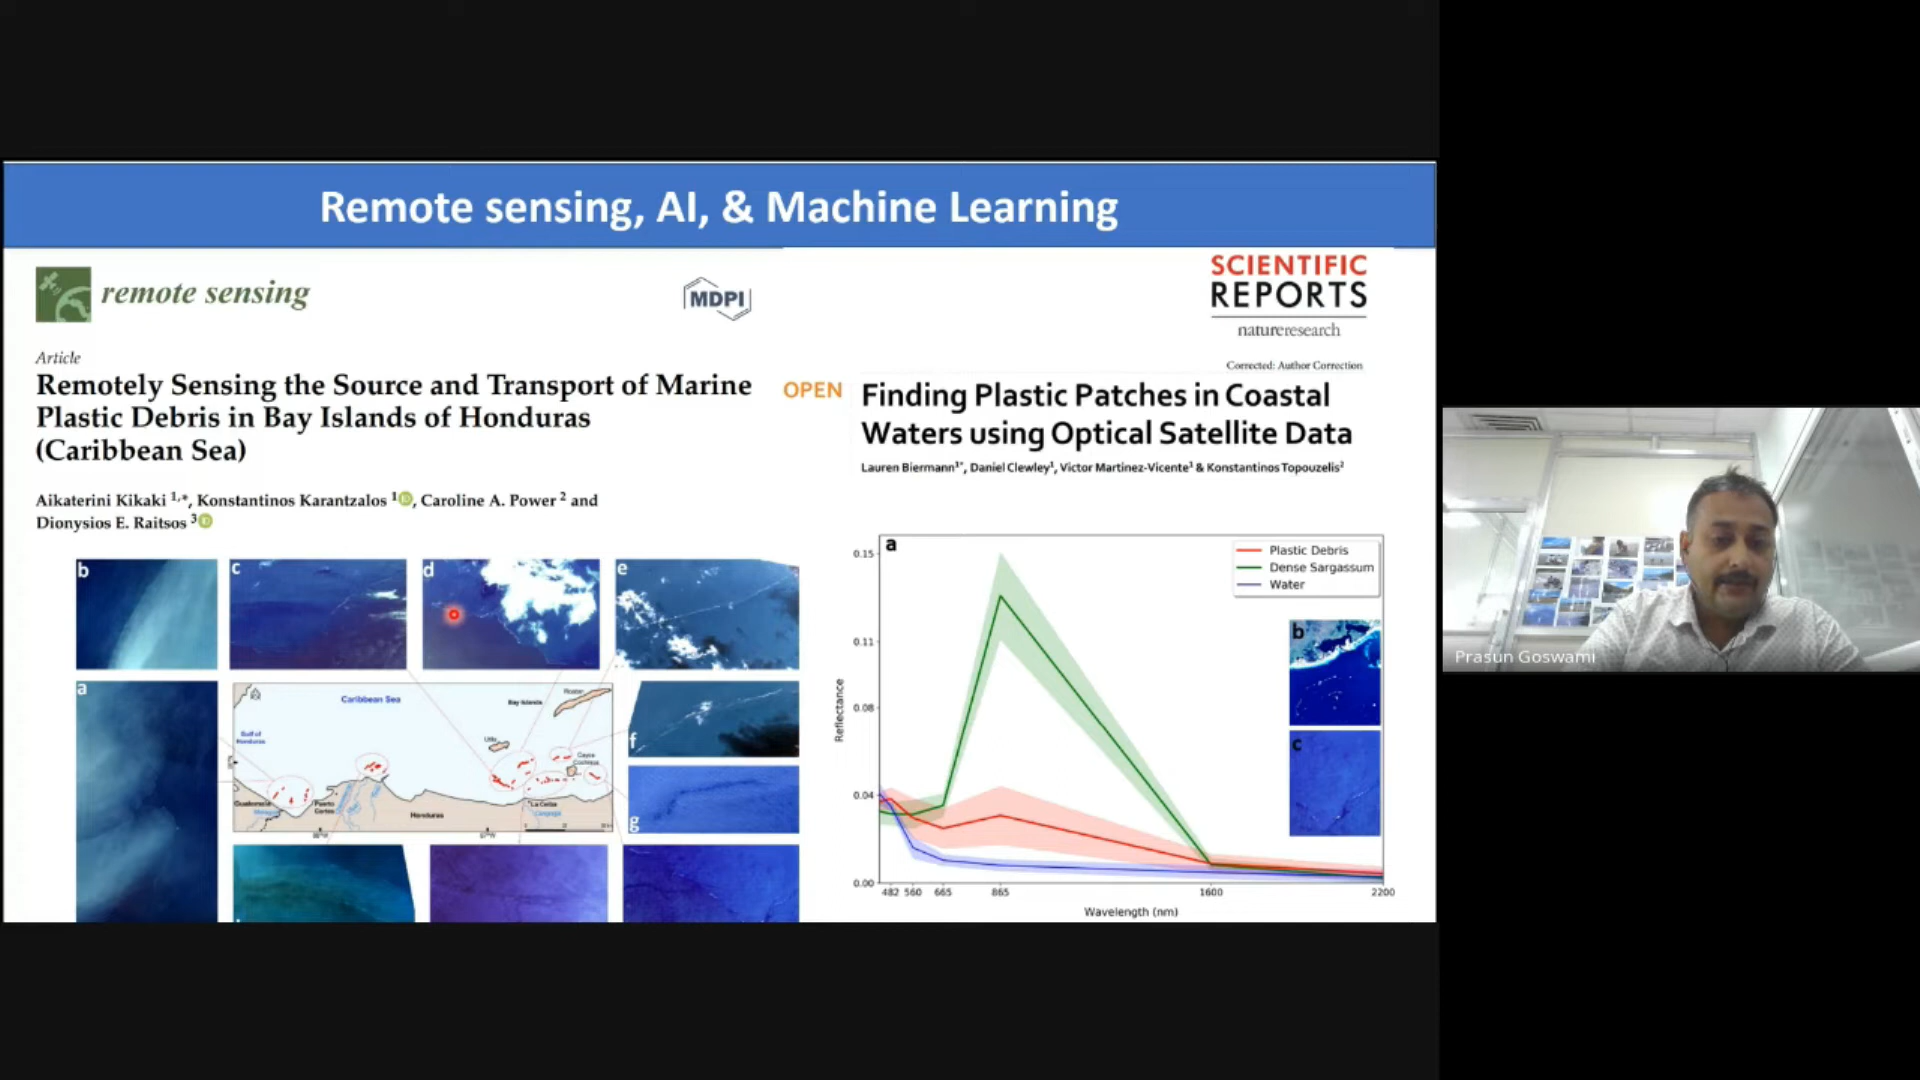 Remote sensing, AI, & Machine Learning
remote sensing
MDPI
Article
Remotely Sensing the Source and Transport of Marine
Plastic Debris in Bay Islands of Honduras
(Caribbean Sea)
Aikaterini Kikaki 1,*, Konstantinos Karantzalos 1, Caroline A. Power 2 and
Dionysios E. Raitsos 3
b
c
d
e
a
Caribbean Sea
Bay Islands
Roatan
Gulf of
Honduras
Utila
Cayos
Cochinos
Guatemala
Puerto
Cortes
La Ceiba
Honduras
f
g
SCIENTIFIC
REPORTS
natureresearch
Corrected: Author Correction
OPEN
Finding Plastic Patches in Coastal
Waters using Optical Satellite Data
Lauren Biermann1*, Daniel Clewley1, Victor Martinez-Vicente1 & Konstantinos Topouzelis2
a
Plastic Debris
Dense Sargassum
Water
b
c
0.15
0.11
0.08
0.04
0.00
Reflectance
482 560 665 865 1600 2200
Wavelength (nm)
Prasun Goswami